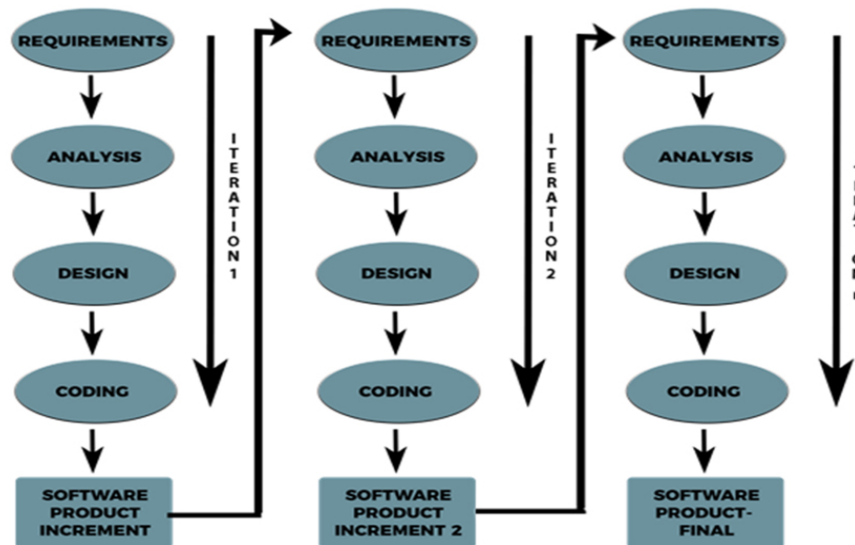 REQUIREMENTS
ANALYSIS
DESIGN
CODING
SOFTWARE
PRODUCT
INCREMENT
ITERATION 1
REQUIREMENTS
ANALYSIS
DESIGN
CODING
SOFTWARE
PRODUCT
INCREMENT 2
ITERATION 2
REQUIREMENTS
ANALYSIS
DESIGN
CODING
SOFTWARE
PRODUCT-
FINAL